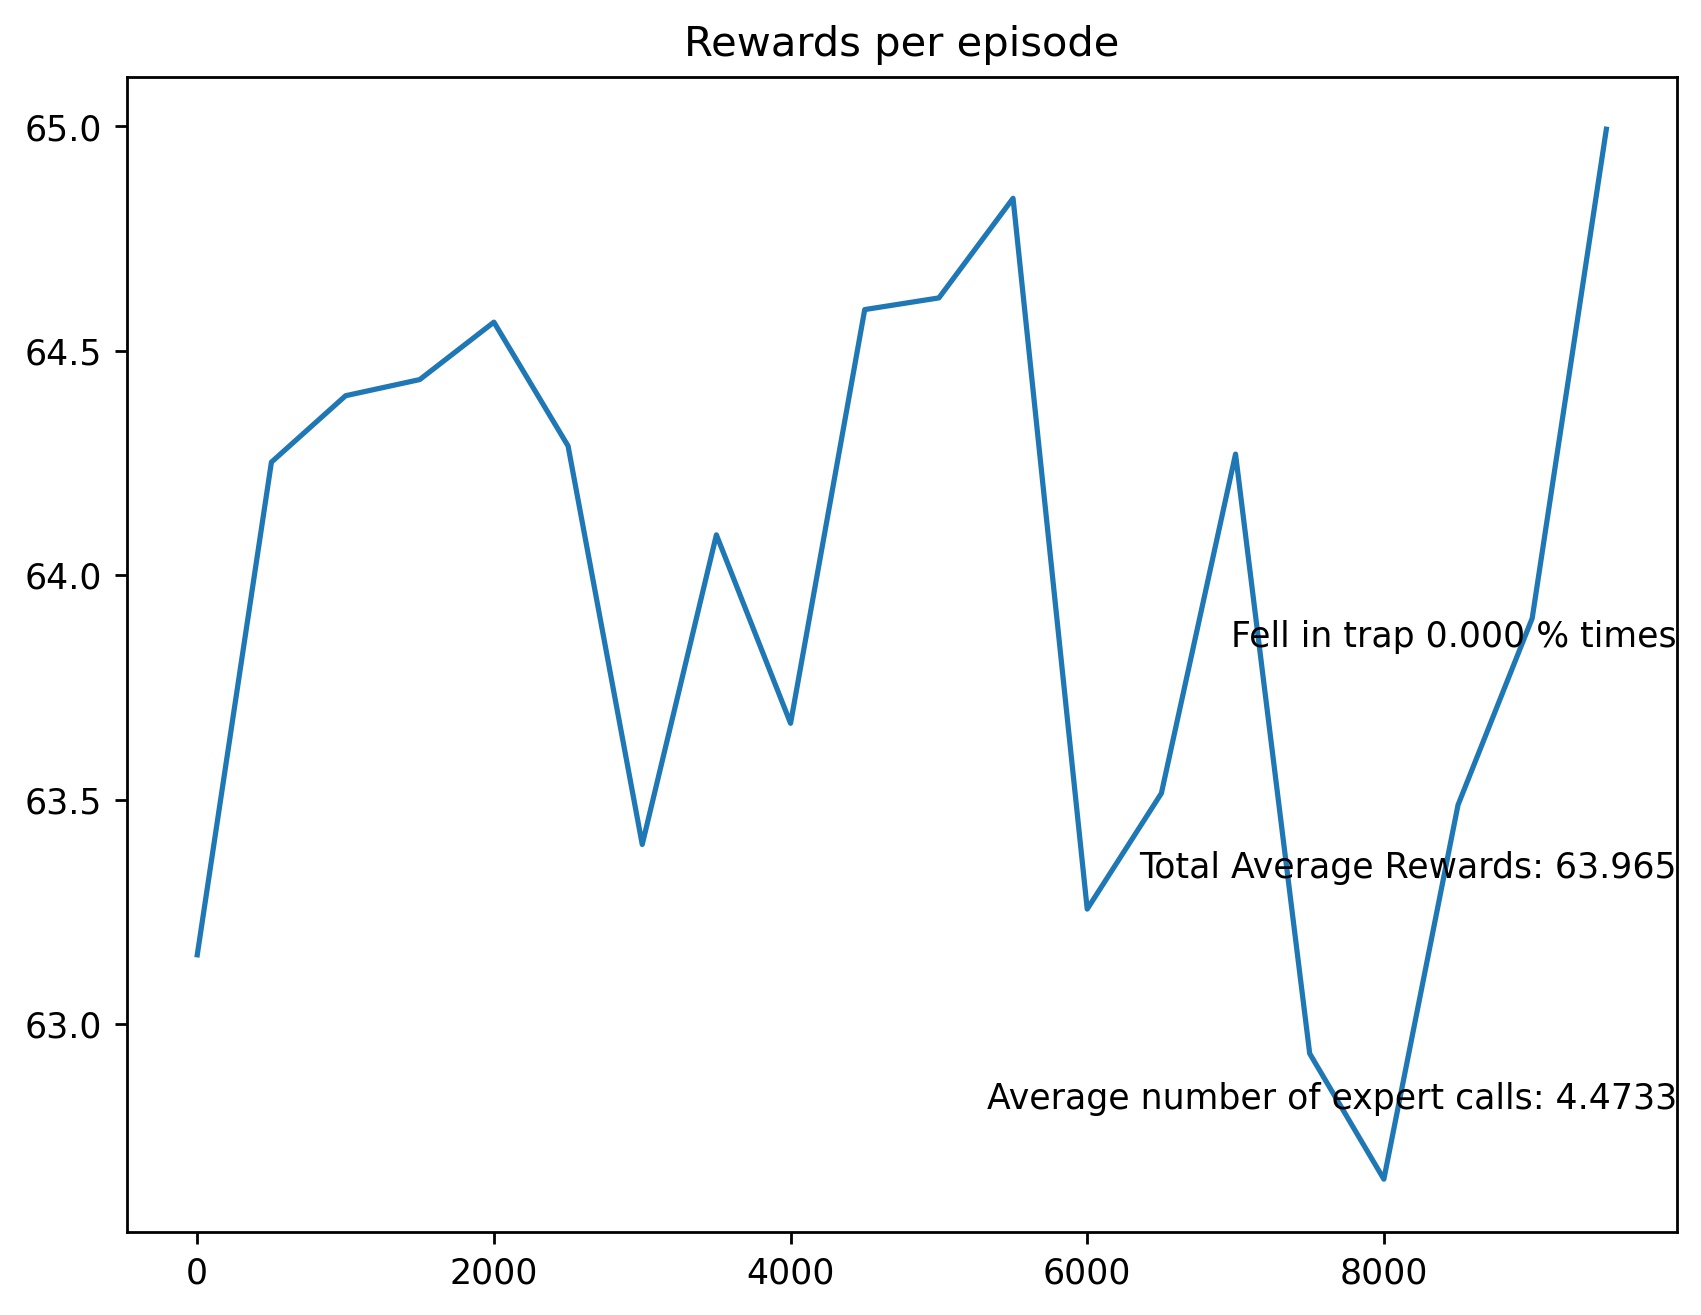 Rewards per episode
65.0
64.5
64.0
63.5
63.0
Fell in trap 0.000 % times
Total Average Rewards: 63.965
Average number of expert calls: 4.4733
0 2000 4000 6000 8000